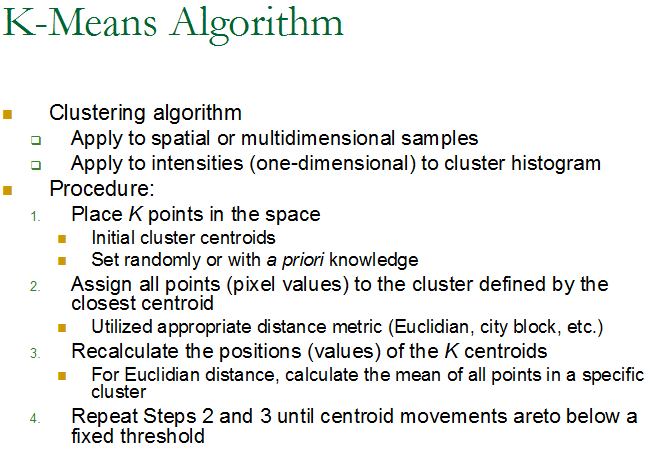 K-Means Algorithm
Clustering algorithm
Apply to spatial or multidimensional samples
Apply to intensities (one-dimensional) to cluster histogram
Procedure:
1. Place K points in the space
Initial cluster centroids
Set randomly or with a priori knowledge
2. Assign all points (pixel values) to the cluster defined by the
closest centroid
Utilized appropriate distance metric (Euclidian, city block, etc.)
3. Recalculate the positions (values) of the K centroids
For Euclidian distance, calculate the mean of all points in a specific
cluster
4. Repeat Steps 2 and 3 until centroid movements areto below a
fixed threshold